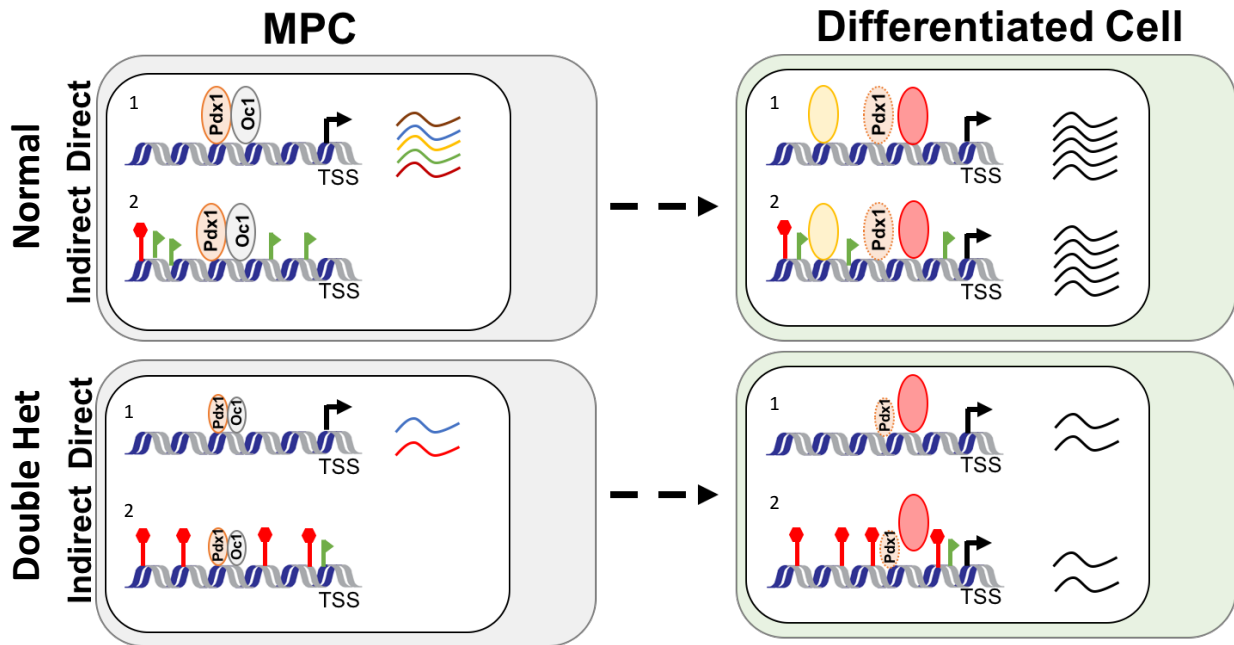 MPC
Differentiated Cell
Normal
Indirect Direct
1
Pdx1
Oc1
TSS
2
Pdx1
Oc1
TSS
1
Pdx1
TSS
2
Pdx1
TSS
Double Het
Indirect Direct
1
Pdx1
Oc1
TSS
2
Pdx1
Oc1
TSS
1
Pdx1
TSS
2
Pdx1
TSS